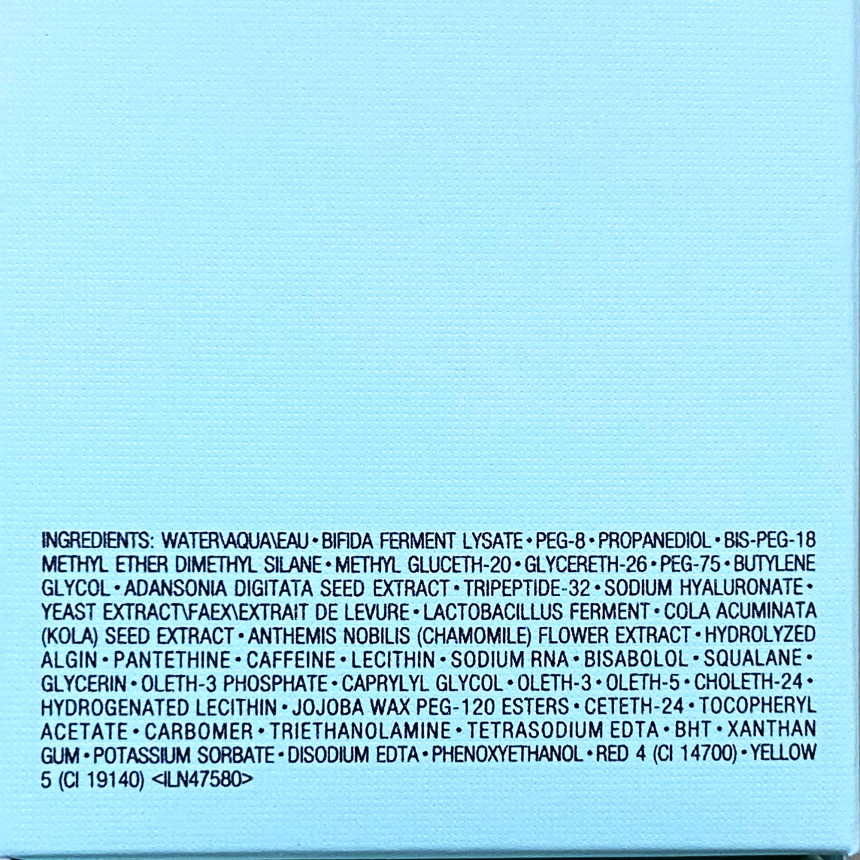 INGREDIENTS: WATER\AQUA\EAU • BIFIDA FERMENT LYSATE • PEG-8 • PROPANEDIOL • BIS-PEG-18
METHYL ETHER DIMETHYL SILANE • METHYL GLUCETH-20 • GLYCERETH-26 • PEG-75 • BUTYLENE
GLYCOL • ADANSONIA DIGITATA SEED EXTRACT • TRIPEPTIDE-32 • SODIUM HYALURONATE •
YEAST EXTRACT\FAEX\EXTRAIT DE LEVURE • LACTOBACILLUS FERMENT • COLA ACUMINATA
(KOLA) SEED EXTRACT • ANTHEMIS NOBILIS (CHAMOMILE) FLOWER EXTRACT • HYDROLYZED
ALGIN • PANTETHINE • CAFFEINE • LECITHIN • SODIUM RNA • BISABOLOL • SQUALANE •
GLYCERIN • OLETH-3 PHOSPHATE • CAPRYLYL GLYCOL • OLETH-3 • OLETH-5 • CHOLETH-24 •
HYDROGENATED LECITHIN • JOJOBA WAX PEG-120 ESTERS • CETETH-24 • TOCOPHERYL
ACETATE • CARBOMER • TRIETHANOLAMINE • TETRASODIUM EDTA • BHT • XANTHAN
GUM • POTASSIUM SORBATE • DISODIUM EDTA • PHENOXYETHANOL • RED 4 (CI 14700) • YELLOW
5 (CI 19140) <ILN47580>